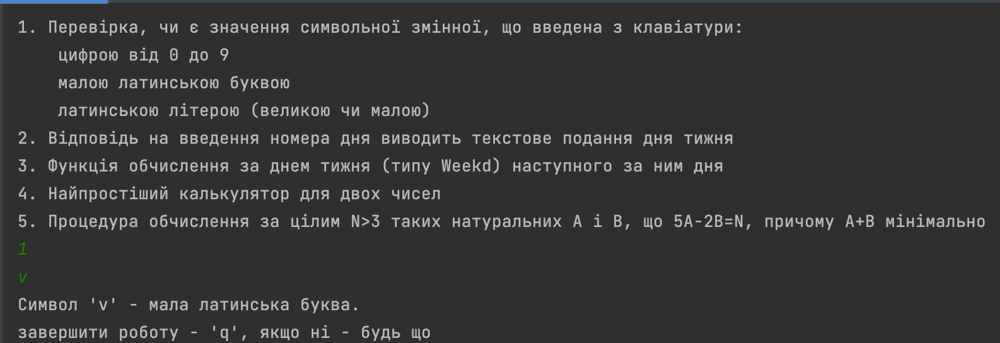 1. Перевірка, чи є значення символьної змінної, що введена з клавіатури:
цифрою від 0 до 9
малою латинською буквою
латинською літерою (великою чи малою)
2. Відповідь на введення номера дня виводить текстове подання дня тижня
3. Функція обчислення за днем тижня (типу Weekd) наступного за ним дня
4. Найпростіший калькулятор для двох чисел
5. Процедура обчислення за цілим N>3 таких натуральних A і B, що 5A-2B=N, причому A+B мінімально
1
v
Символ 'v' - мала латинська буква.
завершити роботу - 'q', якщо ні - будь що